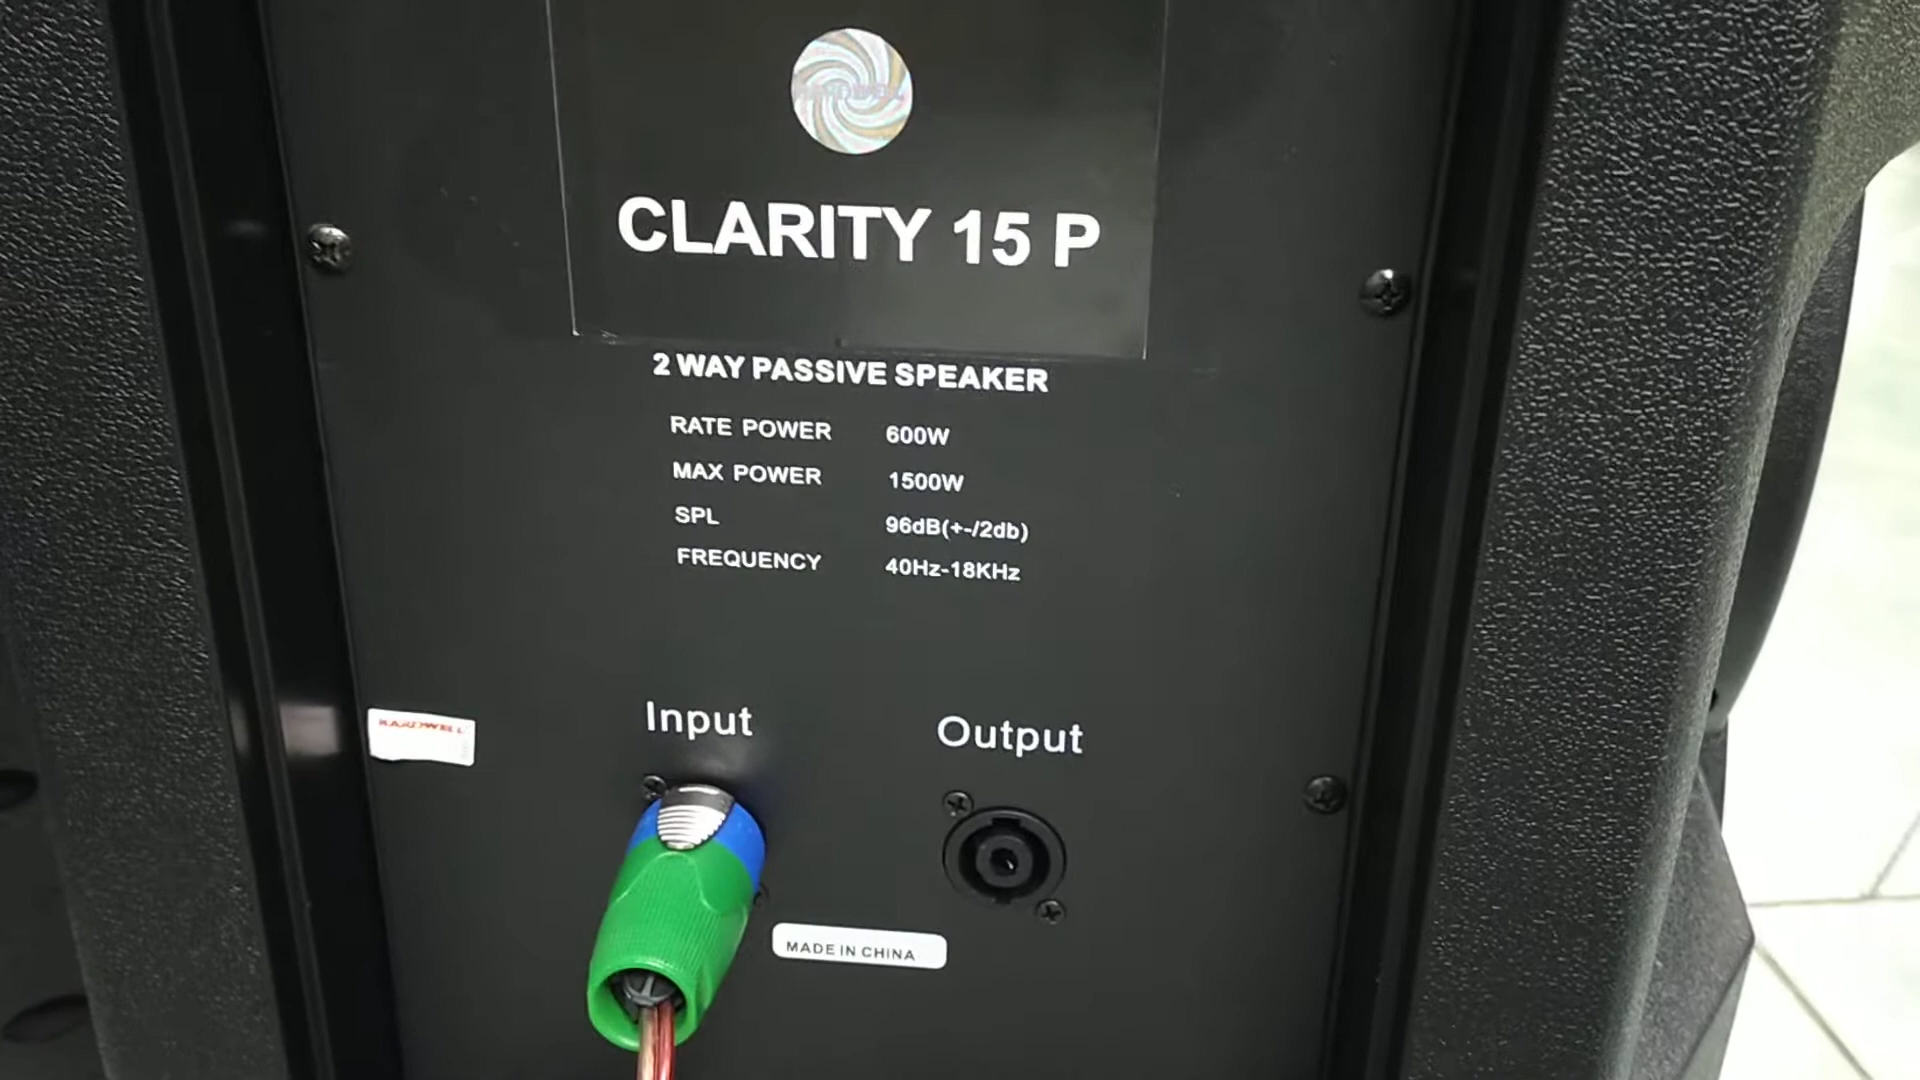 CLARITY 15 P
2 WAY PASSIVE SPEAKER
RATE POWER 600W
MAX POWER 1500W
SPL 96dB(+-/2db)
FREQUENCY 40Hz-18KHz
Input Output
HARDWELL
MADE IN CHINA